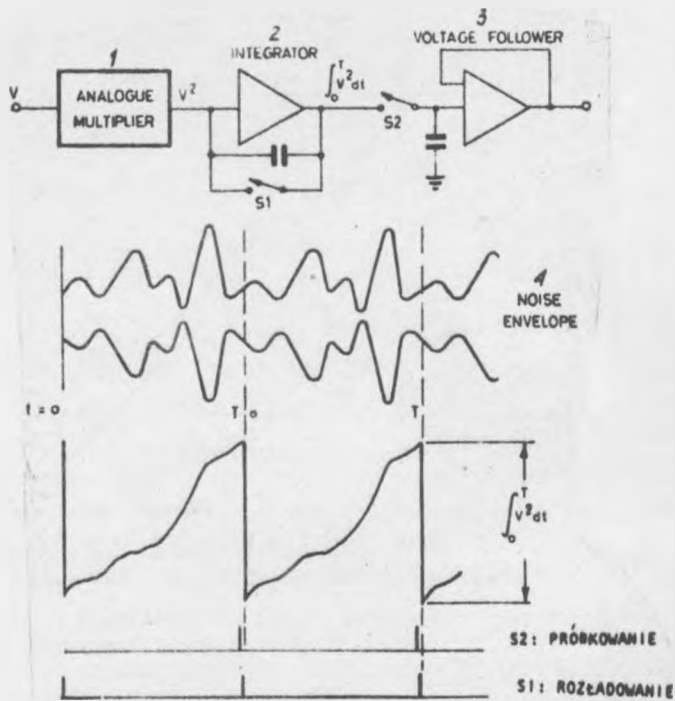 1
2
INTEGRATOR
3
VOLTAGE FOLLOWER
V
ANALOGUE
MULTIPLIER
V²
∫₀ᵀ V²dt
S2
S1
4
NOISE
ENVELOPE
t = 0
T 0
T
∫₀ᵀ V²dt
S2: PRÓBKOWANIE
S1: ROZŁADOWANIE